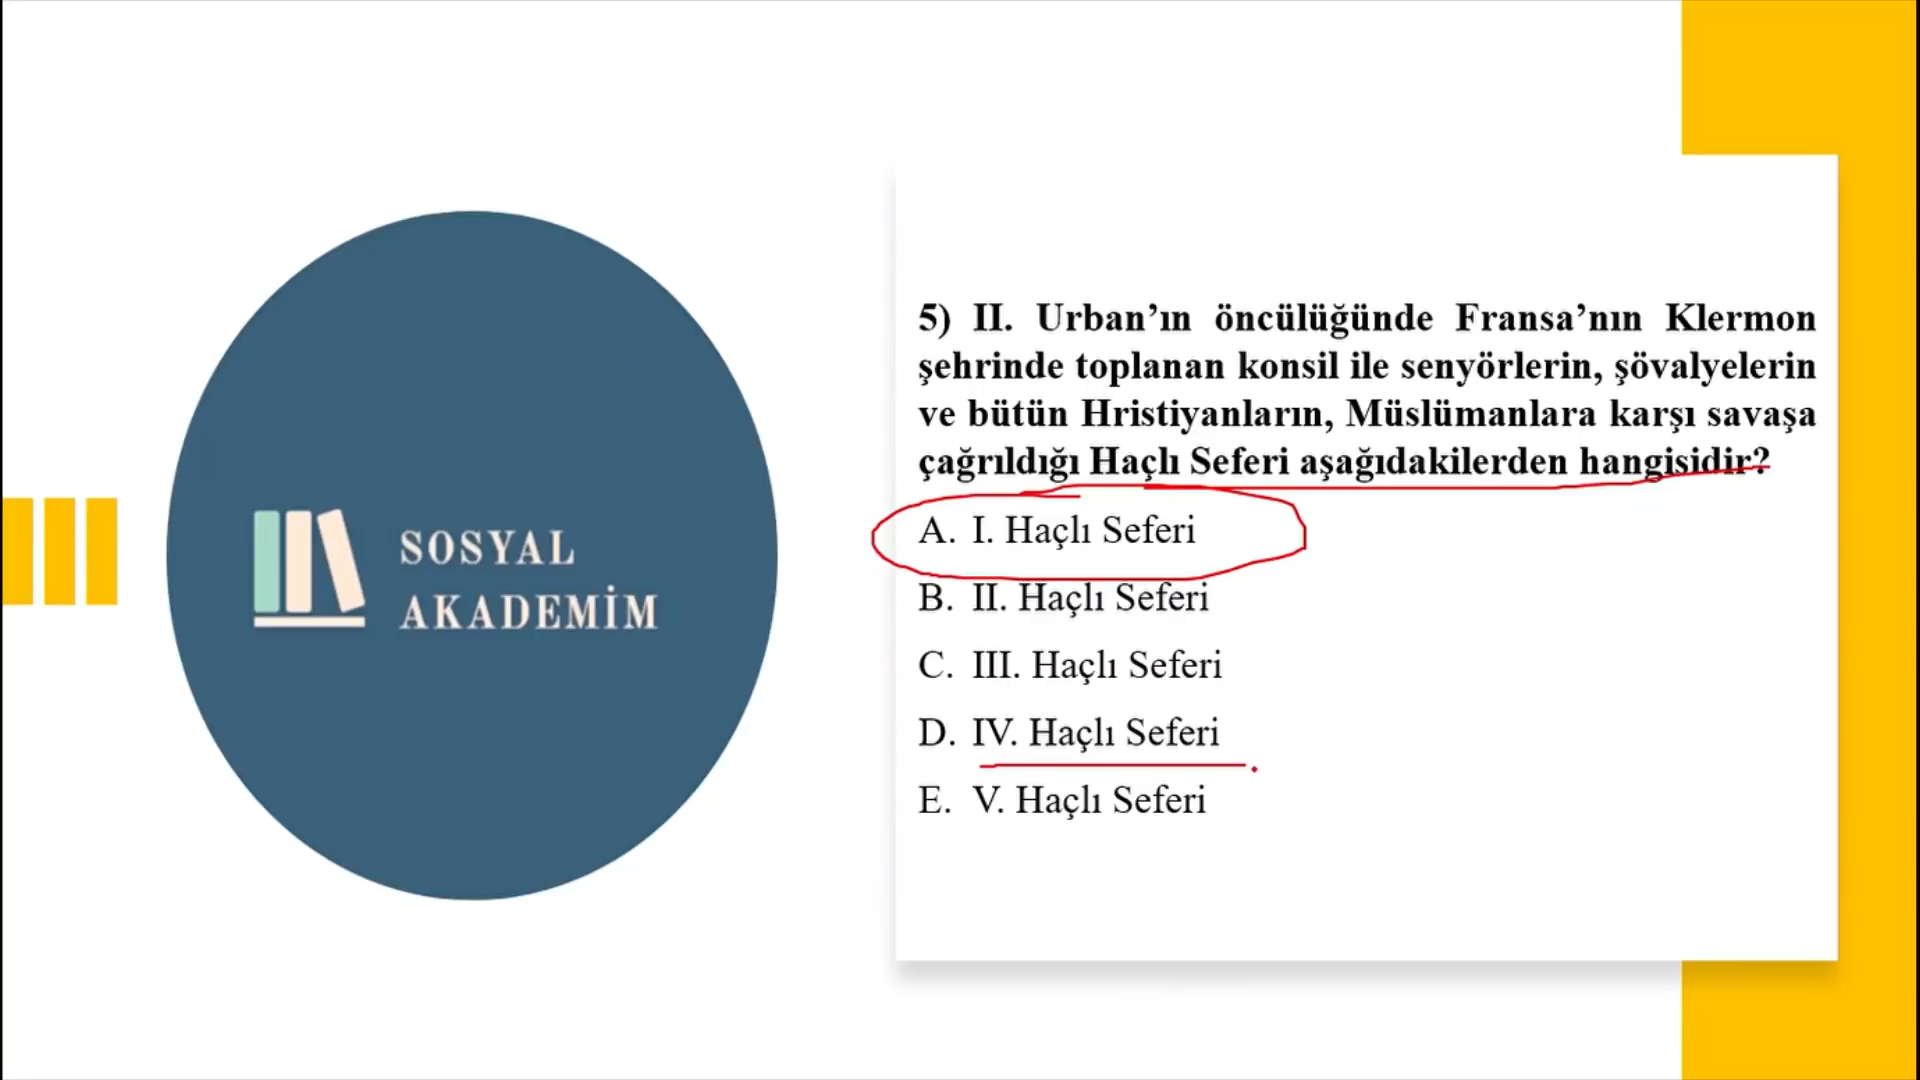 SOSYAL
AKADEMİM
5) II. Urban’ın öncülüğünde Fransa’nın Klermon
şehrinde toplanan konsil ile senyörlerin, şövalyelerin
ve bütün Hristiyanların, Müslümanlara karşı savaşa
çağrıldığı Haçlı Seferi aşağıdakilerden hangisidir?
A. I. Haçlı Seferi
B. II. Haçlı Seferi
C. III. Haçlı Seferi
D. IV. Haçlı Seferi
E. V. Haçlı Seferi